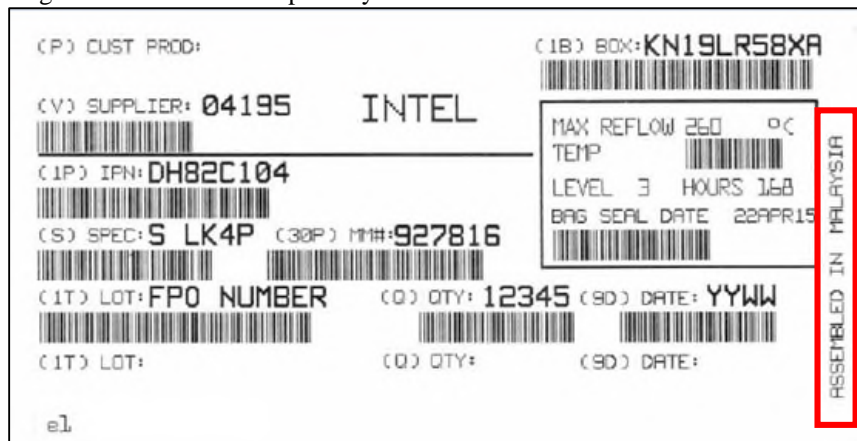 (P) CUST PROD:
(1B) BOX:KN19LR58XA
(V) SUPPLIER: 04195
INTEL
MAX REFLOW 260 ºC
TEMP
LEVEL 3 HOURS 168
BAG SEAL DATE 22APR15
(1P) IPN:DH82C104
(S) SPEC:S LK4P (30P) MM#:927816
(1T) LOT:FPO NUMBER (Q) QTY: 12345 (9D) DATE: YYWW
(1T) LOT: (Q) QTY: (9D) DATE:
e1
ASSEMBLED IN MALAYSIA